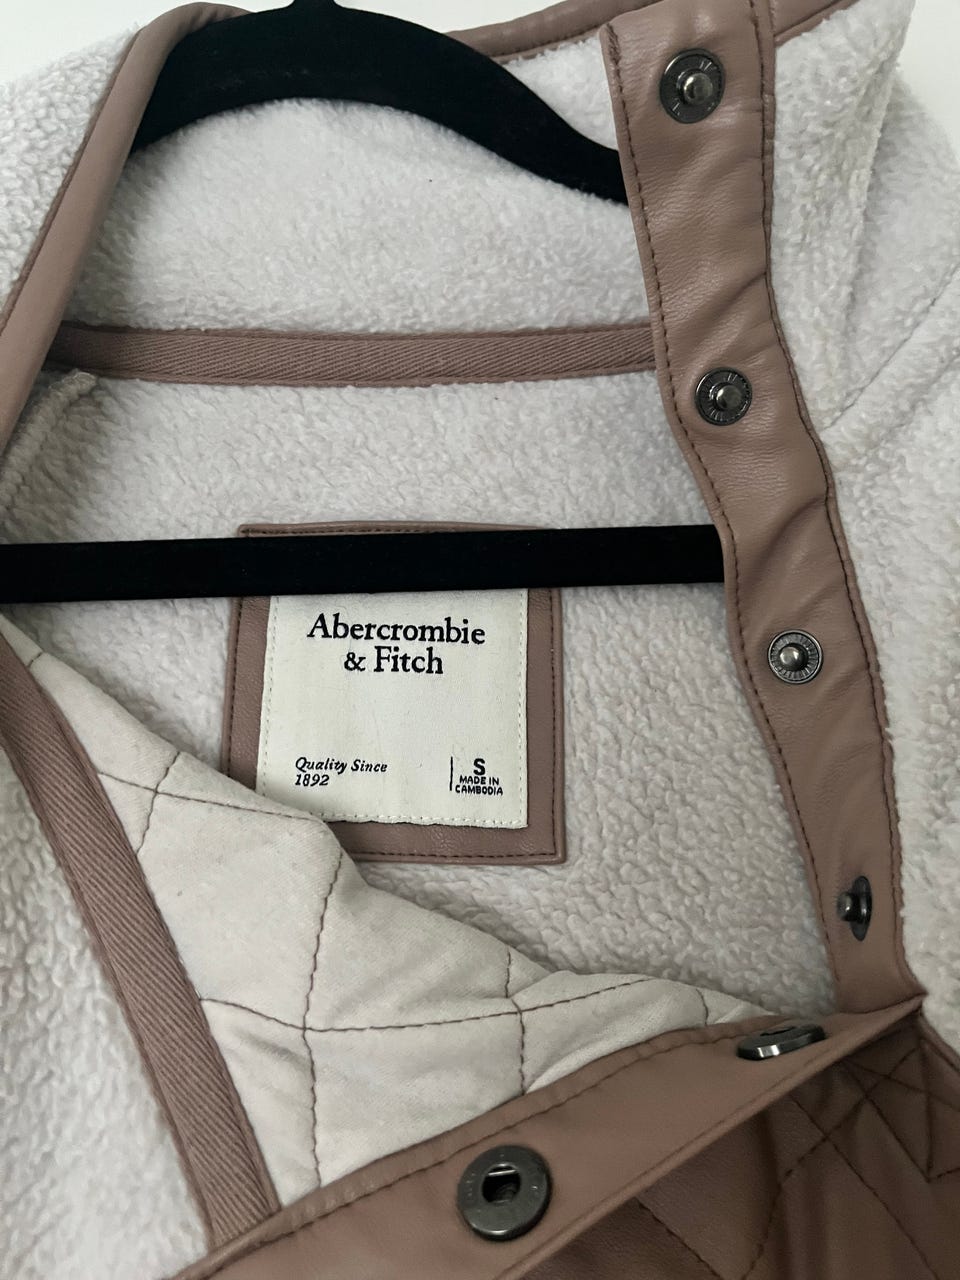 Abercrombie
& Fitch
Quality Since
1892
S
MADE IN
CAMBODIA